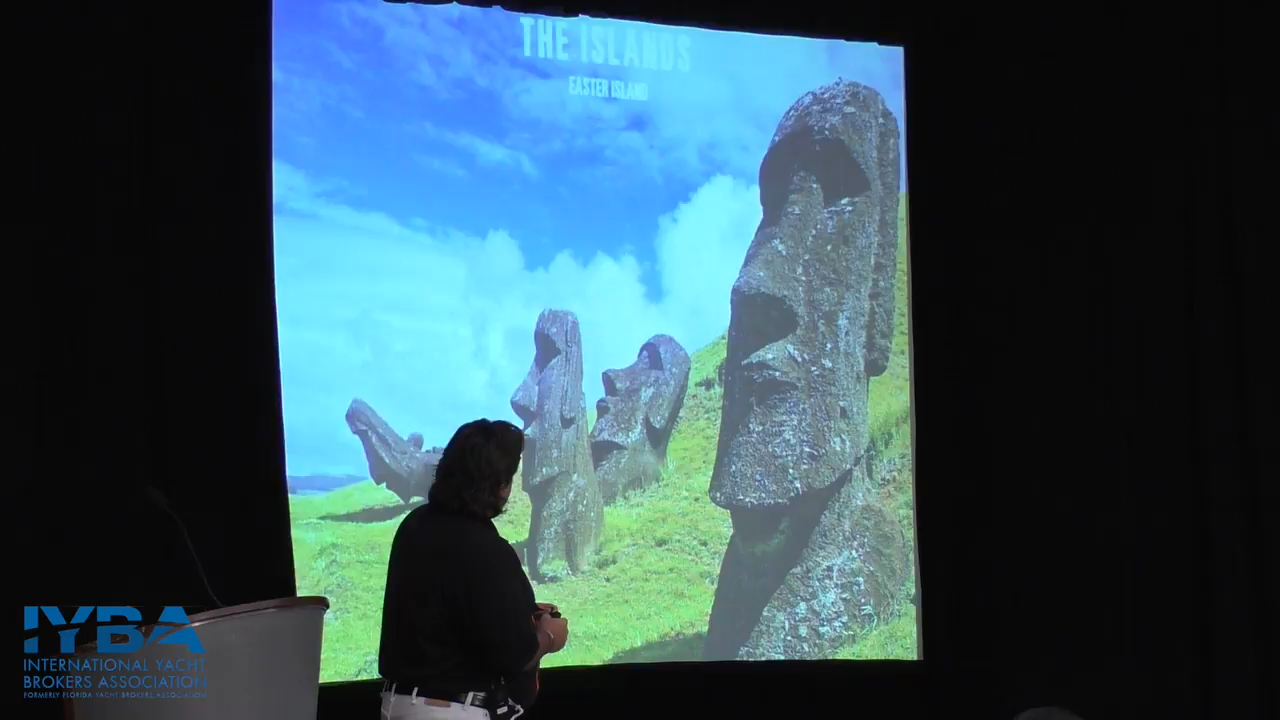 THE ISLANDS
EASTER ISLAND
IYBA
INTERNATIONAL YACHT
BROKERS ASSOCIATION
FORMERLY FLORIDA YACHT BROKERS ASSOCIATION